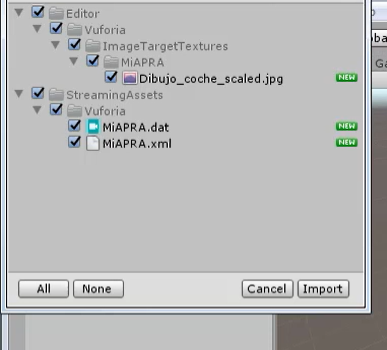 Editor
Vuforia
ImageTargetTextures
MiAPRA
Dibujo_coche_scaled.jpg NEW
StreamingAssets
Vuforia
MiAPRA.dat NEW
MiAPRA.xml NEW
All None Cancel Import